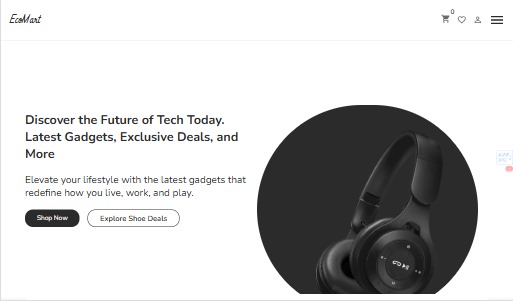 EcoMart
0
Discover the Future of Tech Today.
Latest Gadgets, Exclusive Deals, and
More
Elevate your lifestyle with the latest gadgets that
redefine how you live, work, and play.
Shop Now
Explore Shoe Deals